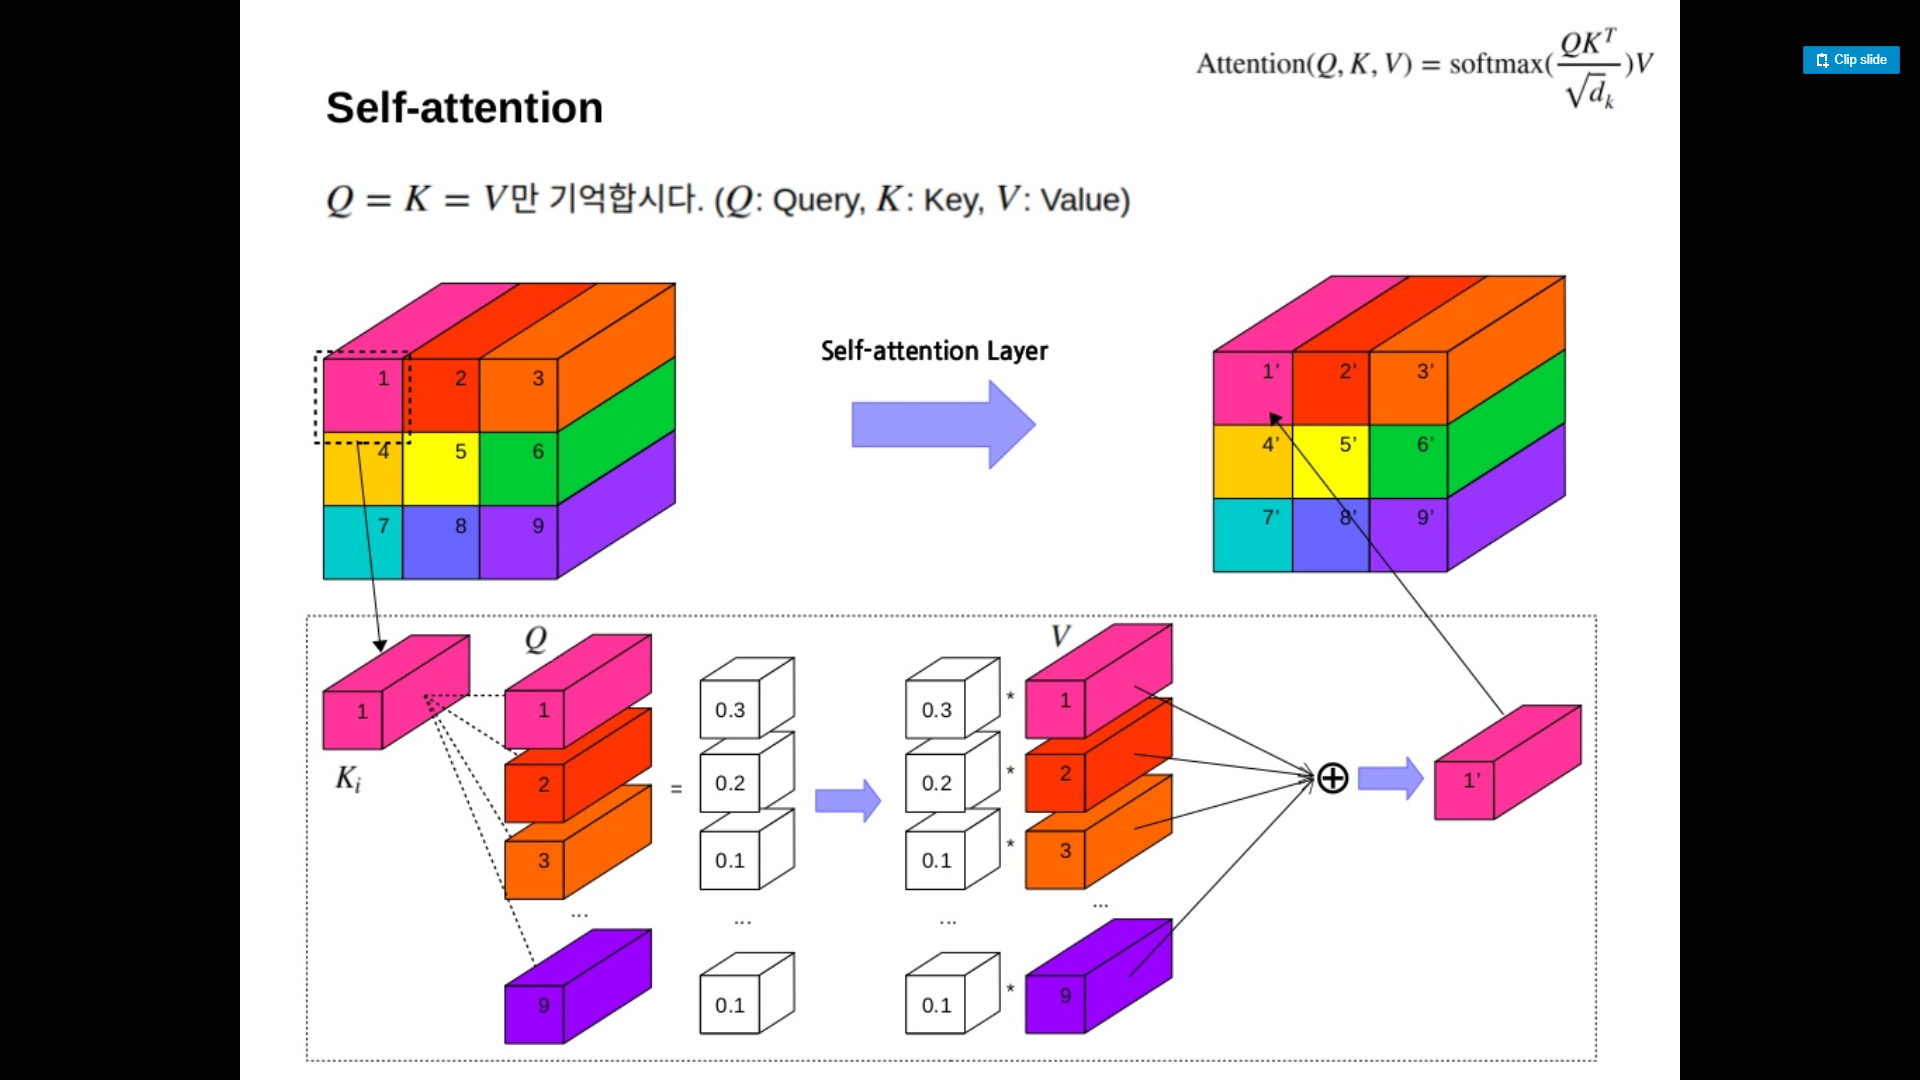 Attention(Q, K, V) = softmax(QK^T / √d_k)V
Clip slide
Self-attention
Q = K = V만 기억합시다. (Q: Query, K: Key, V: Value)
Self-attention Layer
1 2 3
4 5 6
7 8 9
1’ 2’ 3’
4’ 5’ 6’
7’ 8’ 9’
Q V
1 1 0.3 0.3 * 1
K_i
2 0.2 0.2 * 2 ⊕ 1’
=
3 0.1 0.1 * 3
... ... ... ...
9 0.1 0.1 * 9